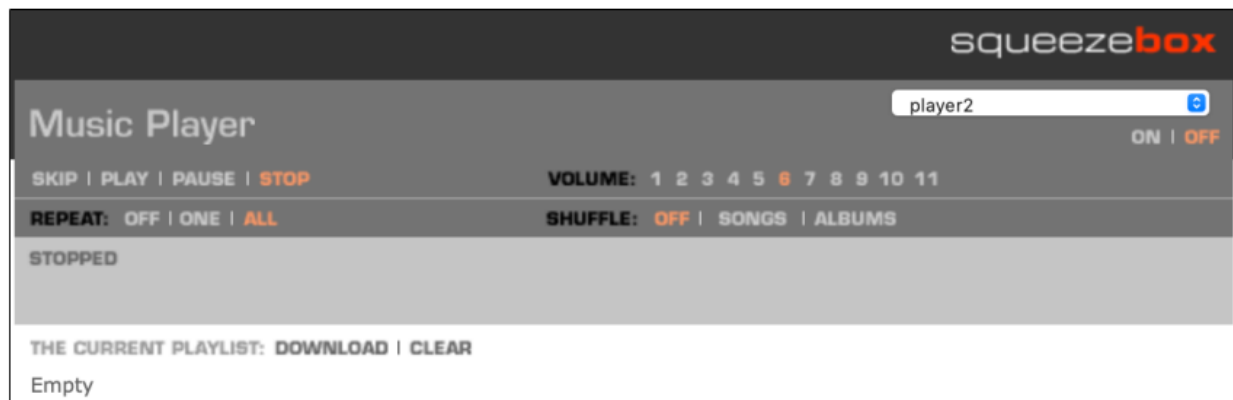 squeezebox
Music Player
player2
ON | OFF
SKIP | PLAY | PAUSE | STOP
VOLUME: 1 2 3 4 5 6 7 8 9 10 11
REPEAT: OFF | ONE | ALL
SHUFFLE: OFF | SONGS | ALBUMS
STOPPED
THE CURRENT PLAYLIST: DOWNLOAD | CLEAR
Empty